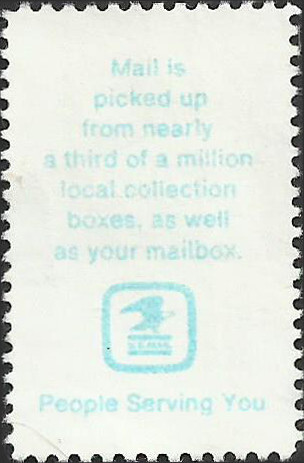 Mail is
picked up
from nearly
a third of a million
local collection
boxes, as well
as your mailbox.
U.S.MAIL
People Serving You